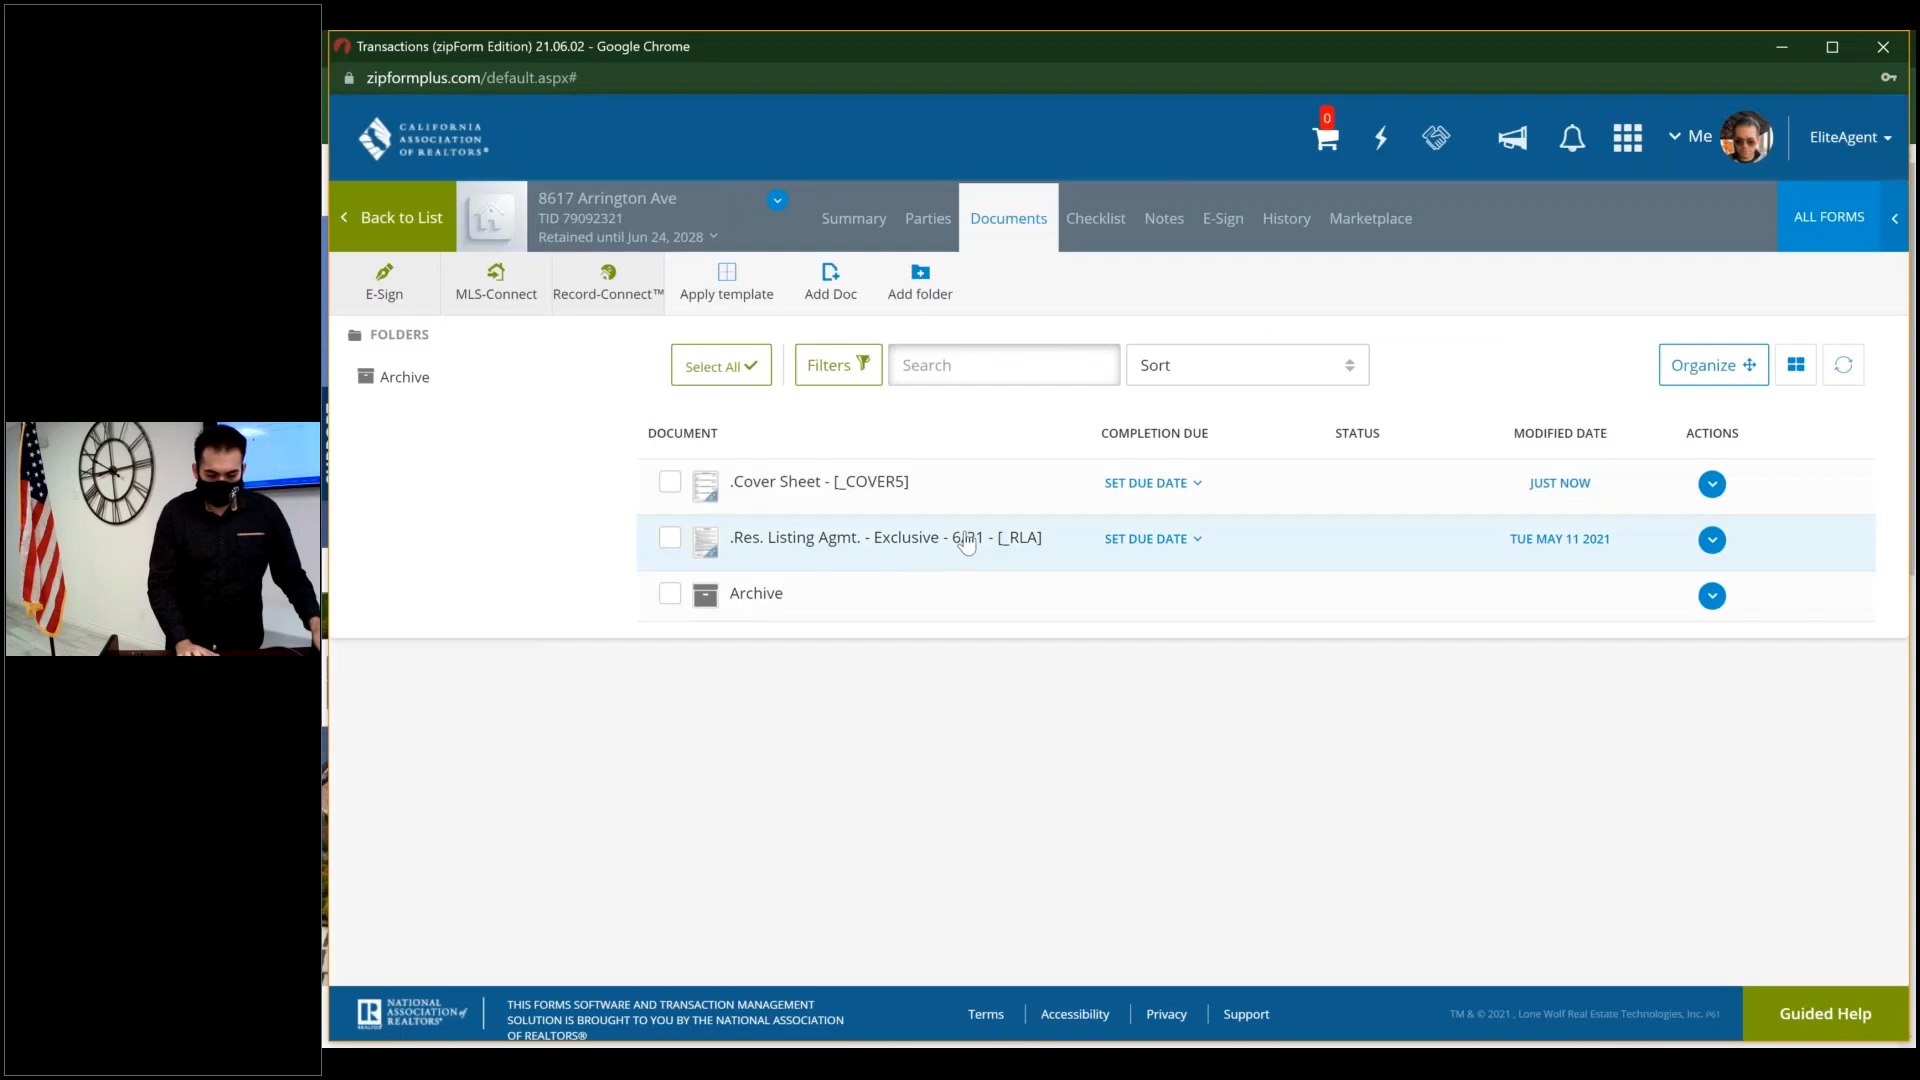 Transactions (zipForm Edition) 21.06.02 - Google Chrome
zipformplus.com/default.aspx#
CALIFORNIA
ASSOCIATION
OF REALTORS®
0
Me
EliteAgent
Back to List
8617 Arrington Ave
TID 79092321
Retained until Jun 24, 2028
Summary
Parties
Documents
Checklist
Notes
E-Sign
History
Marketplace
ALL FORMS
E-Sign
MLS-Connect
Record-Connect™
Apply template
Add Doc
Add folder
FOLDERS
Archive
Select All
Filters
Search
Sort
Organize
DOCUMENT
COMPLETION DUE
STATUS
MODIFIED DATE
ACTIONS
.Cover Sheet - [_COVER5]
SET DUE DATE
JUST NOW
.Res. Listing Agmt. - Exclusive - - [_RLA]
SET DUE DATE
TUE MAY 11 2021
Archive
NATIONAL
ASSOCIATION of
REALTORS®
THIS FORMS SOFTWARE AND TRANSACTION MANAGEMENT
SOLUTION IS BROUGHT TO YOU BY THE NATIONAL ASSOCIATION
OF REALTORS®
Terms
Accessibility
Privacy
Support
TM & © 2021 , Lone Wolf Real Estate Technologies, Inc. P61
Guided Help